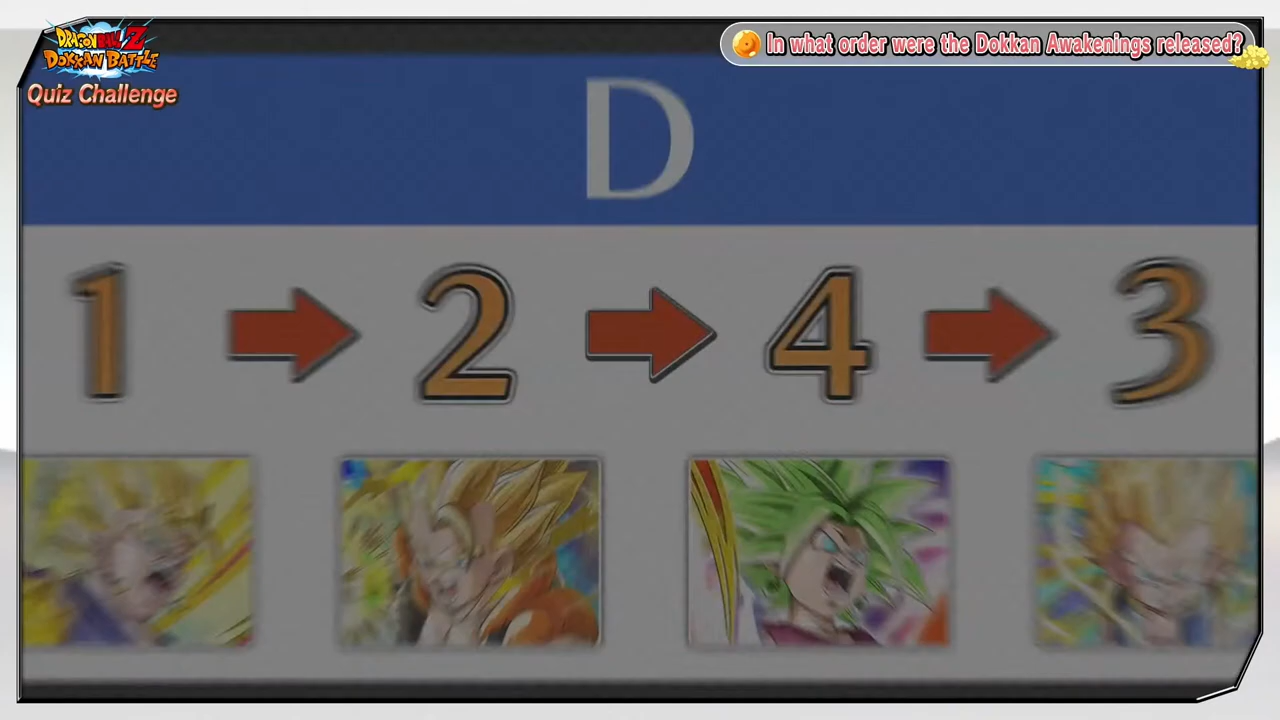 DRAGON BALL Z
DOKKAN BATTLE
Quiz Challenge
In what order were the Dokkan Awakenings released?
D
1 2 4 3